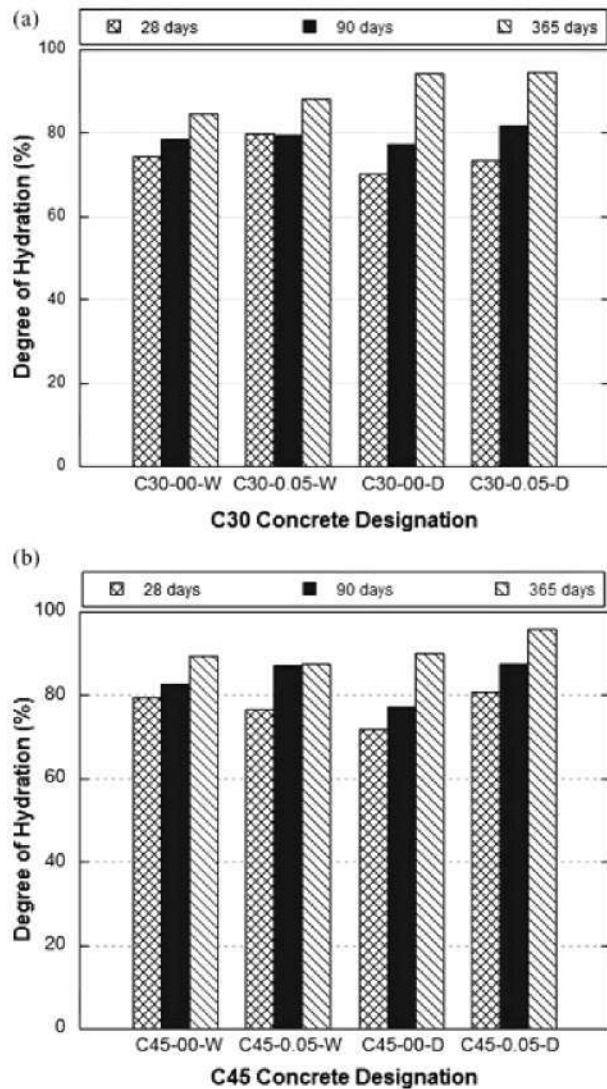 (a)
28 days 90 days 365 days
100
80
60
40
20
0
Degree of Hydration (%)
C30-00-W C30-0.05-W C30-00-D C30-0.05-D
C30 Concrete Designation
(b)
28 days 90 days 365 days
100
80
60
40
20
0
Degree of Hydration (%)
C45-00-W C45-0.05-W C45-00-D C45-0.05-D
C45 Concrete Designation